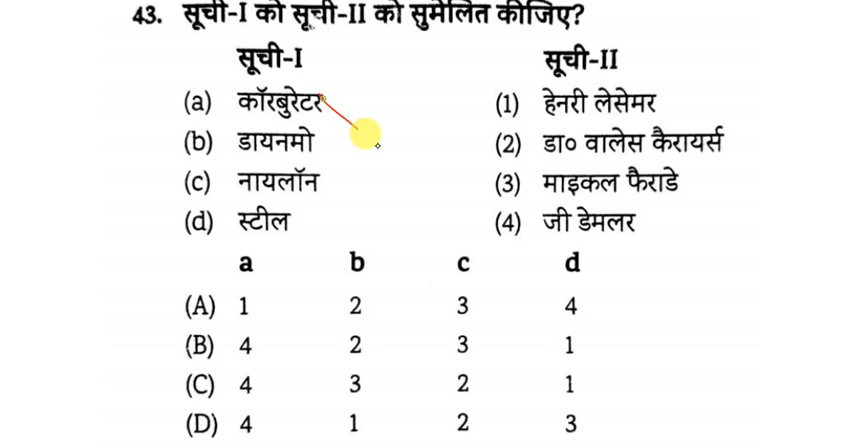 43. सूची-I को सूची-II को सुमेलित कीजिए?
सूची-I सूची-II
(a) कॉरबुरेटर (1) हेनरी लेसेमर
(b) डायनमो (2) डा० वालेस कैरायर्स
(c) नायलॉन (3) माइकल फैराडे
(d) स्टील (4) जी डेमलर
a b c d
(A) 1 2 3 4
(B) 4 2 3 1
(C) 4 3 2 1
(D) 4 1 2 3